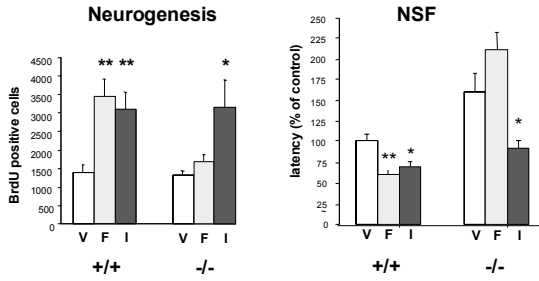 Neurogenesis
BrdU positive cells
4500
4000
3500
3000
2500
2000
1500
1000
500
0
** ** *
V F I V F I
+/+ -/-
NSF
latency (% of control)
250
225
200
175
150
125
100
75
50
25
0
** * *
V F I V F I
+/+ -/-